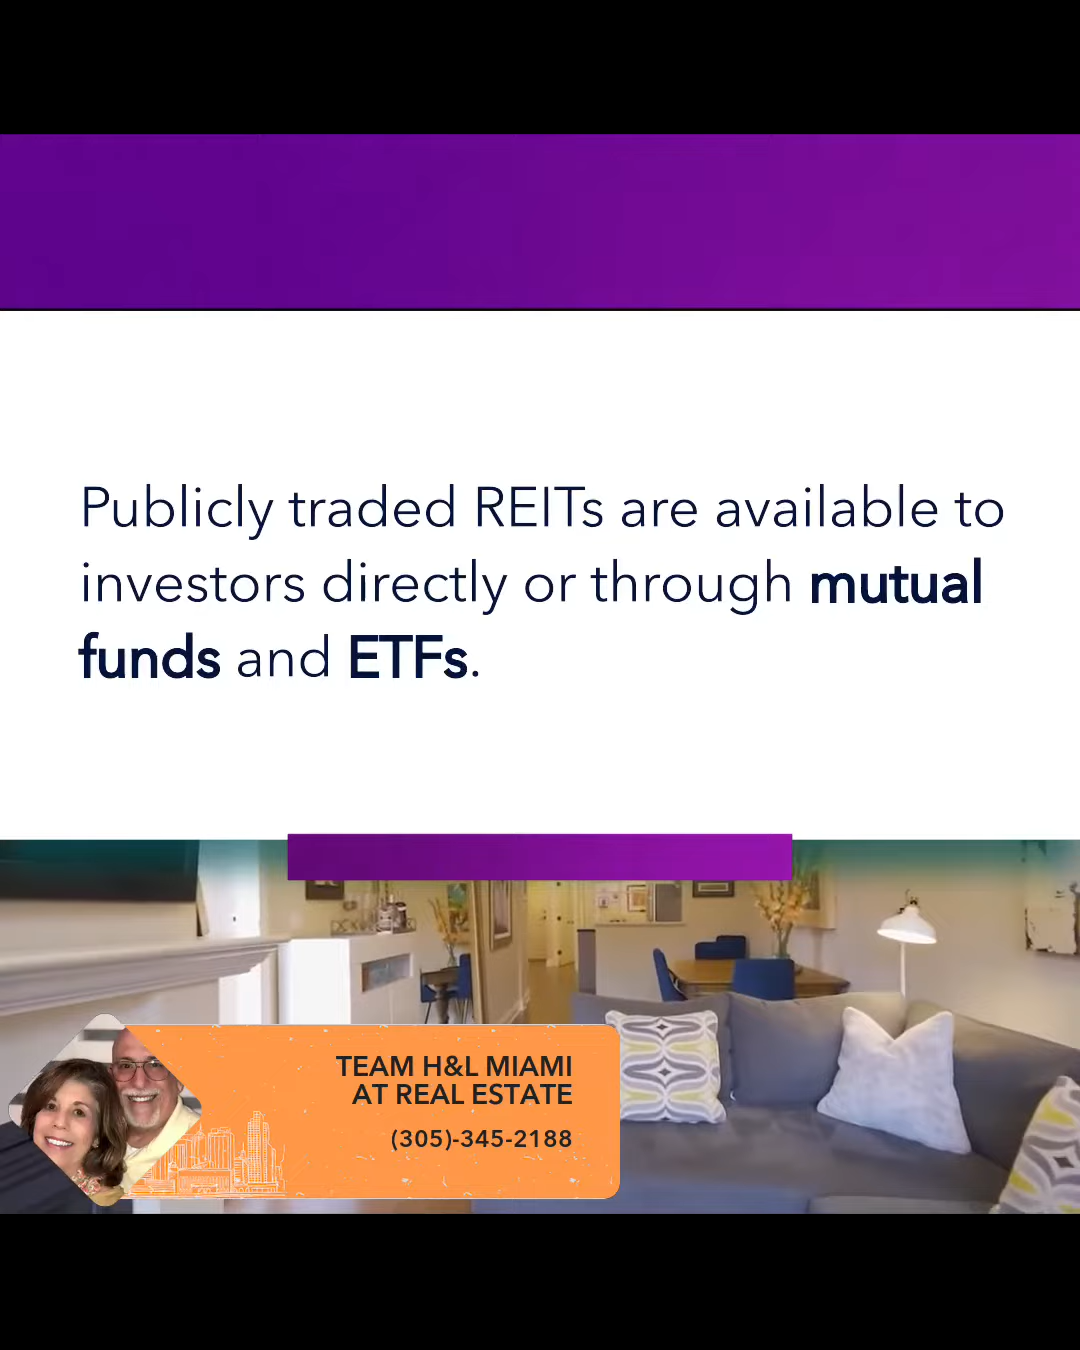 Publicly traded REITs are available to
investors directly or through mutual
funds and ETFs.
TEAM H&L MIAMI
AT REAL ESTATE
(305)-345-2188